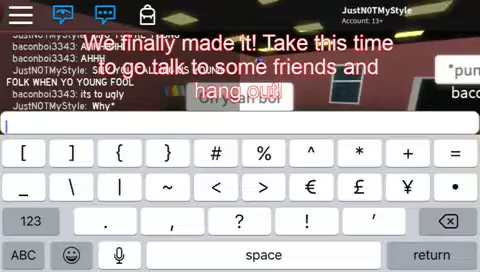 JustN0TMyStyle
Account: 13+
We finally made it! Take this time
to go talk to some friends and
hang out!
baconboi3343:
baconboi3343: AHHH
JustN0TMyStyle:
FOLK WHEN YO YOUNG FOOL
baconboi3343: its to ugly
JustN0TMyStyle: Why*
boi
*pun
baco
[ ] { } # % ^ * + =
_ \ | ~ < > € £ ¥ •
123 . , ? ! ’
ABC space return